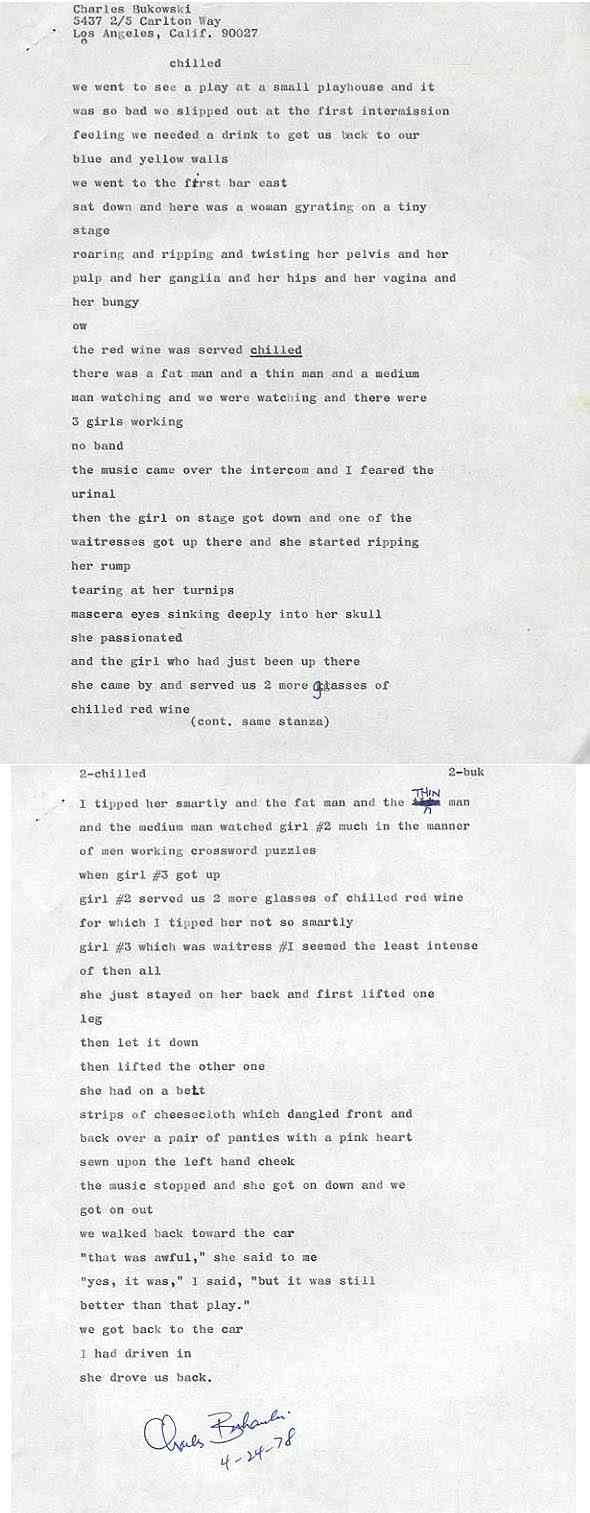 Charles Bukowski
5437 2/5 Carlton Way
Los Angeles, Calif. 90027
chilled
we went to see a play at a small playhouse and it
was so bad we slipped out at the first intermission
feeling we needed a drink to get us back to our
blue and yellow walls
we went to the first bar east
sat down and here was a woman gyrating on a tiny
stage
roaring and ripping and twisting her pelvis and her
pulp and her ganglia and her hips and her vagina and
her bungy
ow
the red wine was served chilled
there was a fat man and a thin man and a medium
man watching and we were watching and there were
3 girls working
no band
the music came over the intercom and I feared the
urinal
then the girl on stage got down and one of the
waitresses got up there and she started ripping
her rump
tearing at her turnips
mascera eyes sinking deeply into her skull
she passionated
and the girl who had just been up there
she came by and served us 2 more glasses of
chilled red wine
(cont. same stanza)
2-chilled 2-buk
I tipped her smartly and the fat man and the THIN man
and the medium man watched girl #2 much in the manner
of men working crossword puzzles
when girl #3 got up
girl #2 served us 2 more glasses of chilled red wine
for which I tipped her not so smartly
girl #3 which was waitress #I seemed the least intense
of then all
she just stayed on her back and first lifted one
leg
then let it down
then lifted the other one
she had on a belt
strips of cheesecloth which dangled front and
back over a pair of panties with a pink heart
sewn upon the left hand cheek
the music stopped and she got on down and we
got on out
we walked back toward the car
"that was awful," she said to me
"yes, it was," I said, "but it was still
better than that play."
we got back to the car
I had driven in
she drove us back.
Charles Bukowski
4-24-78